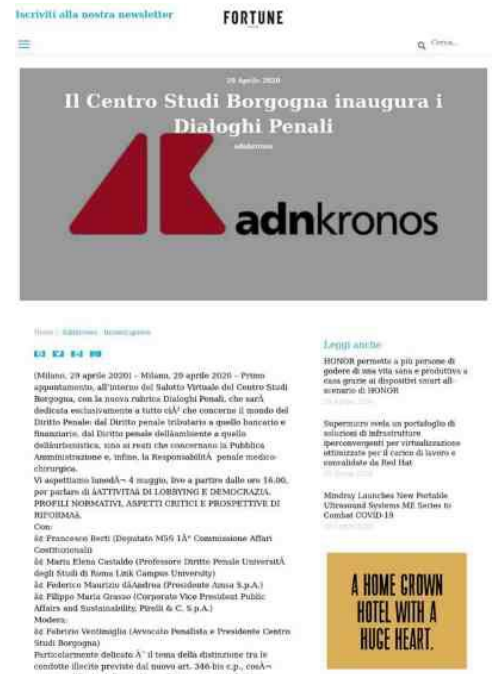 Iscriviti alla nostra newsletter
FORTUNE
Cerca...
29 Aprile 2020
Il Centro Studi Borgogna inaugura i
Dialoghi Penali
adnkronos
adnkronos
Home
Leggi anche
HONOR permette a più persone di
godere di una vita sana e produttiva a
casa grazie ai dispositivi smart all-
scenario di HONOR
Supermicro svela un portafoglio di
soluzioni di infrastrutture
iperconvergenti per virtualizzazione
ottimizzate per il carico di lavoro e
convalidate da Red Hat
Mindray Launches New Portable
Ultrasound Systems ME Series to
Combat COVID-19
A HOME GROWN
HOTEL WITH A
HUGE HEART.
(Milano, 29 aprile 2020) – Milano, 29 aprile 2020 – Primo
appuntamento, all'interno del Salotto Virtuale del Centro Studi
Borgogna, con la nuova rubrica Dialoghi Penali, che sarÃ
dedicata esclusivamente a tutto ciÃ² che concerne il mondo del
Diritto Penale: dal Diritto penale tributario a quello bancario e
finanziario, dal Diritto penale dellâambiente a quello
dellâurbanistica, sino ai reati che concernano la Pubblica
Amministrazione e, infine, la ResponsabilitÃ penale medico-
chirurgica.
Vi aspettiamo lunedÃ¬ 4 maggio, live a partire dalle ore 16.00,
per parlare di âATTIVITAâ DI LOBBYING E DEMOCRAZIA.
PROFILI NORMATIVI, ASPETTI CRITICI E PROSPETTIVE DI
RIFORMAâ.
Con:
â¢ Francesco Berti (Deputato M5S IÂ° Commissione Affari
Costituzionali)
â¢ Maria Elena Castaldo (Professore Diritto Penale UniversitÃ
degli Studi di Roma Link Campus University)
â¢ Federico Maurizio dâAndrea (Presidente Amsa S.p.A.)
â¢ Filippo Maria Grasso (Corporate Vice President Public
Affairs and Sustainability, Pirelli & C. S.p.A.)
Modera:
â¢ Fabrizio Ventimiglia (Avvocato Penalista e Presidente Centro
Studi Borgogna)
Particolarmente delicato Ã¨ il tema della distinzione tra le
condotte illecite previste dal nuovo art. 346-bis c.p., cosÃ¬